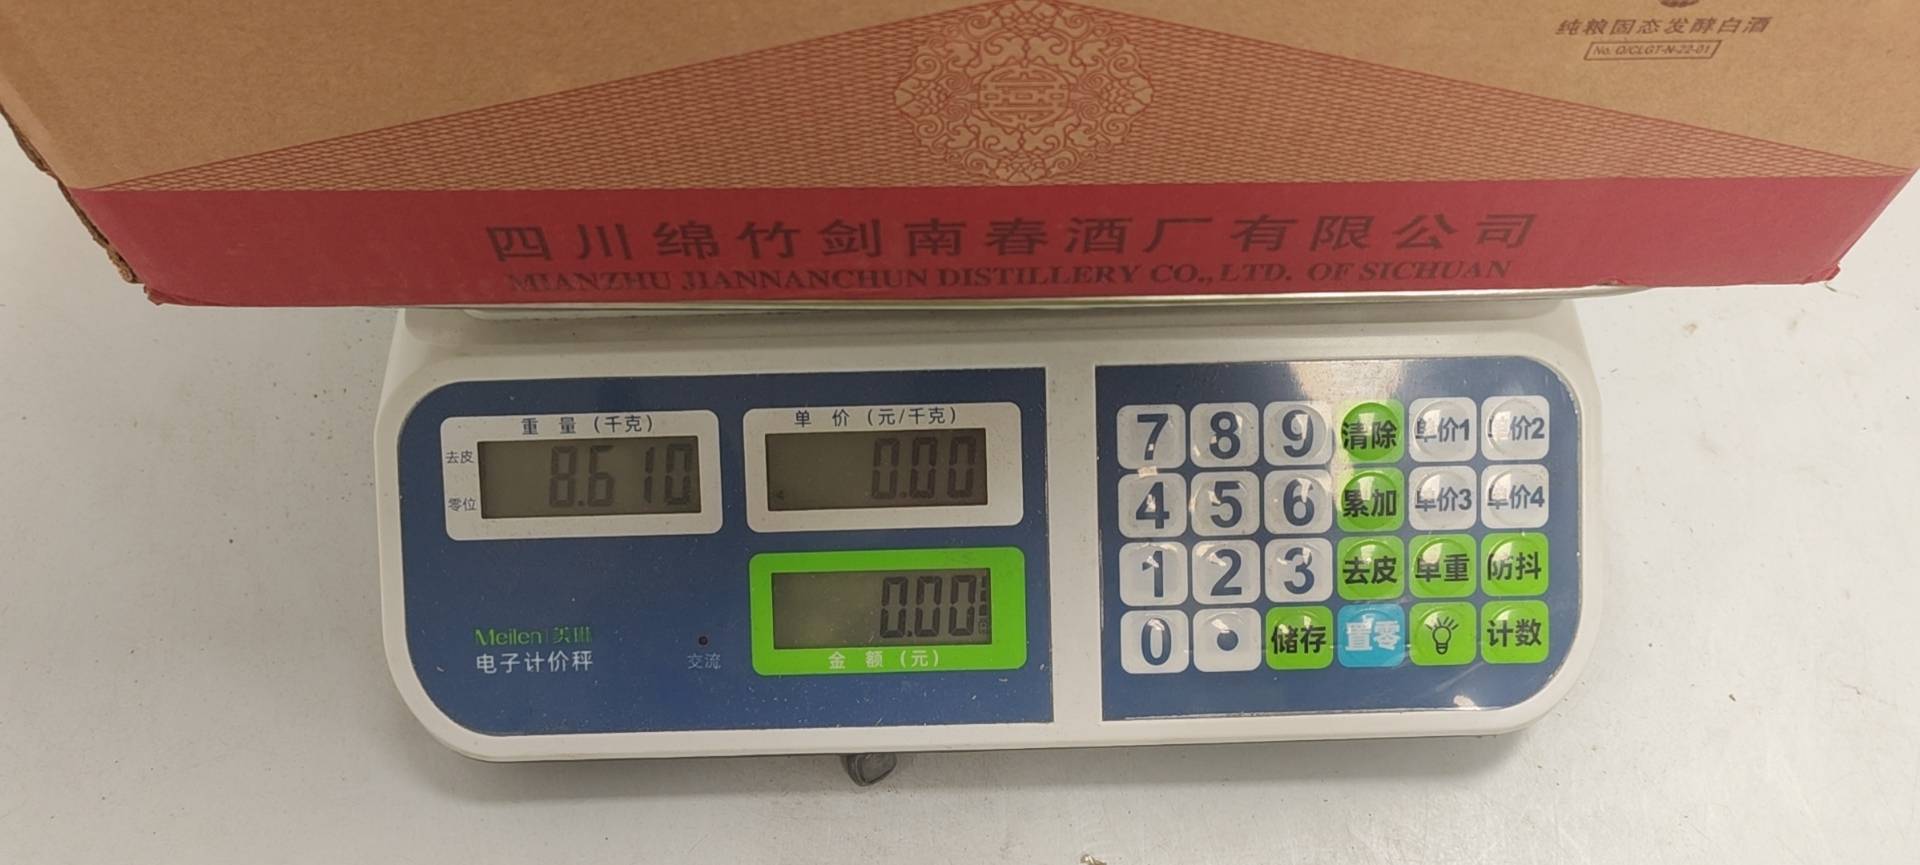 纯粮固态发酵白酒
No. Q/CLGT-N-22-01
四川绵竹剑南春酒厂有限公司
MIANZHU JIANNANCHUN DISTILLERY CO.,LTD. OF SICHUAN
重 量 (千克)
去皮
零位
8.610
单 价 (元/千克)
0.00
0.00
金 额 (元)
Meilen 美琳
电子计价秤
交流
7 8 9 清除 单价1 单价2
4 5 6 累加 单价3 单价4
1 2 3 去皮 单重 防抖
0 . 储存 置零 计数